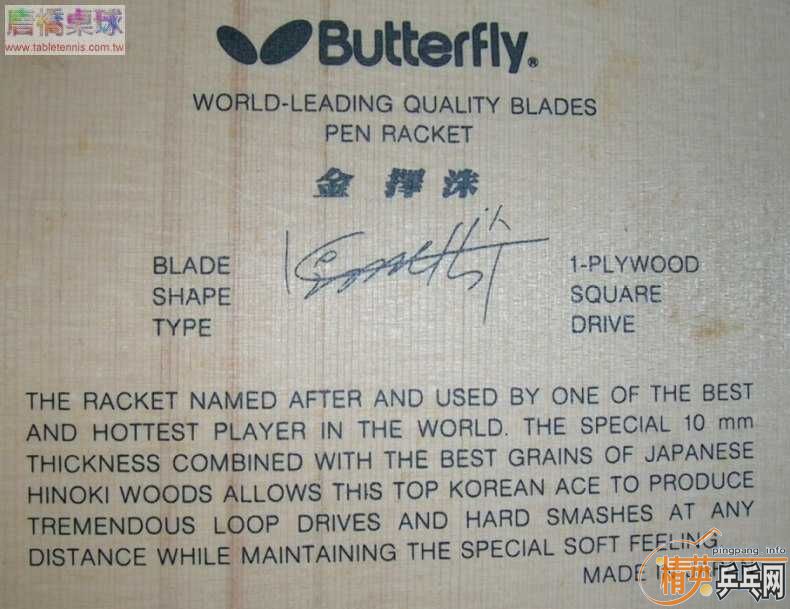 唐橋桌球
www.tabletennis.com.tw
Butterfly®
WORLD-LEADING QUALITY BLADES
PEN RACKET
金擇洙
BLADE 1-PLYWOOD
SHAPE SQUARE
TYPE DRIVE
THE RACKET NAMED AFTER AND USED BY ONE OF THE BEST
AND HOTTEST PLAYER IN THE WORLD. THE SPECIAL 10 mm
THICKNESS COMBINED WITH THE BEST GRAINS OF JAPANESE
HINOKI WOODS ALLOWS THIS TOP KOREAN ACE TO PRODUCE
TREMENDOUS LOOP DRIVES AND HARD SMASHES AT ANY
DISTANCE WHILE MAINTAINING THE SPECIAL SOFT FEELING
MADE IN JAPAN
pingpang.info
精英乒乓网